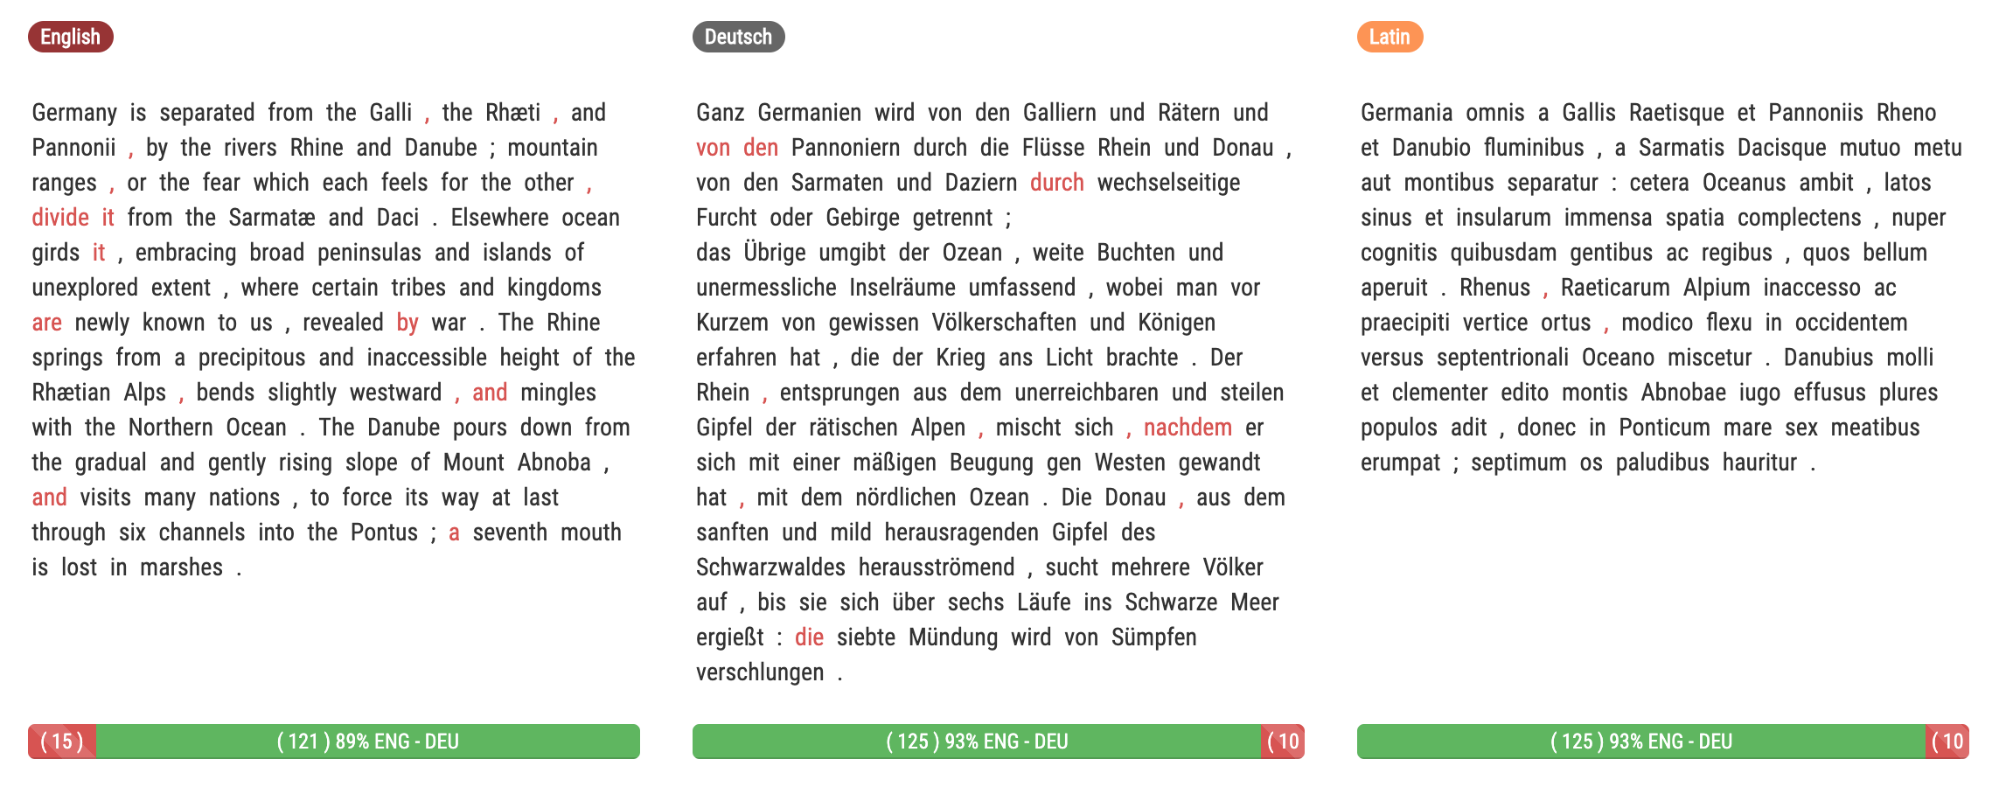 English
Germany is separated from the Galli , the Rhæti , and
Pannonii , by the rivers Rhine and Danube ; mountain
ranges , or the fear which each feels for the other ,
divide it from the Sarmatæ and Daci . Elsewhere ocean
girds it , embracing broad peninsulas and islands of
unexplored extent , where certain tribes and kingdoms
are newly known to us , revealed by war . The Rhine
springs from a precipitous and inaccessible height of the
Rhætian Alps , bends slightly westward , and mingles
with the Northern Ocean . The Danube pours down from
the gradual and gently rising slope of Mount Abnoba ,
and visits many nations , to force its way at last
through six channels into the Pontus ; a seventh mouth
is lost in marshes .
( 15 ) ( 121 ) 89% ENG - DEU
Deutsch
Ganz Germanien wird von den Galliern und Rätern und
von den Pannoniern durch die Flüsse Rhein und Donau ,
von den Sarmaten und Daziern durch wechselseitige
Furcht oder Gebirge getrennt ;
das Übrige umgibt der Ozean , weite Buchten und
unermessliche Inselräume umfassend , wobei man vor
Kurzem von gewissen Völkerschaften und Königen
erfahren hat , die der Krieg ans Licht brachte . Der
Rhein , entsprungen aus dem unerreichbaren und steilen
Gipfel der rätischen Alpen , mischt sich , nachdem er
sich mit einer mäßigen Beugung gen Westen gewandt
hat , mit dem nördlichen Ozean . Die Donau , aus dem
sanften und mild herausragenden Gipfel des
Schwarzwaldes herausströmend , sucht mehrere Völker
auf , bis sie sich über sechs Läufe ins Schwarze Meer
ergießt : die siebte Mündung wird von Sümpfen
verschlungen .
( 125 ) 93% ENG - DEU ( 10
Latin
Germania omnis a Gallis Raetisque et Pannoniis Rheno
et Danubio fluminibus , a Sarmatis Dacisque mutuo metu
aut montibus separatur : cetera Oceanus ambit , latos
sinus et insularum immensa spatia complectens , nuper
cognitis quibusdam gentibus ac regibus , quos bellum
aperuit . Rhenus , Raeticarum Alpium inaccesso ac
praecipiti vertice ortus , modico flexu in occidentem
versus septentrionali Oceano miscetur . Danubius molli
et clementer edito montis Abnobae iugo effusus plures
populos adit , donec in Ponticum mare sex meatibus
erumpat ; septimum os paludibus hauritur .
( 125 ) 93% ENG - DEU ( 10